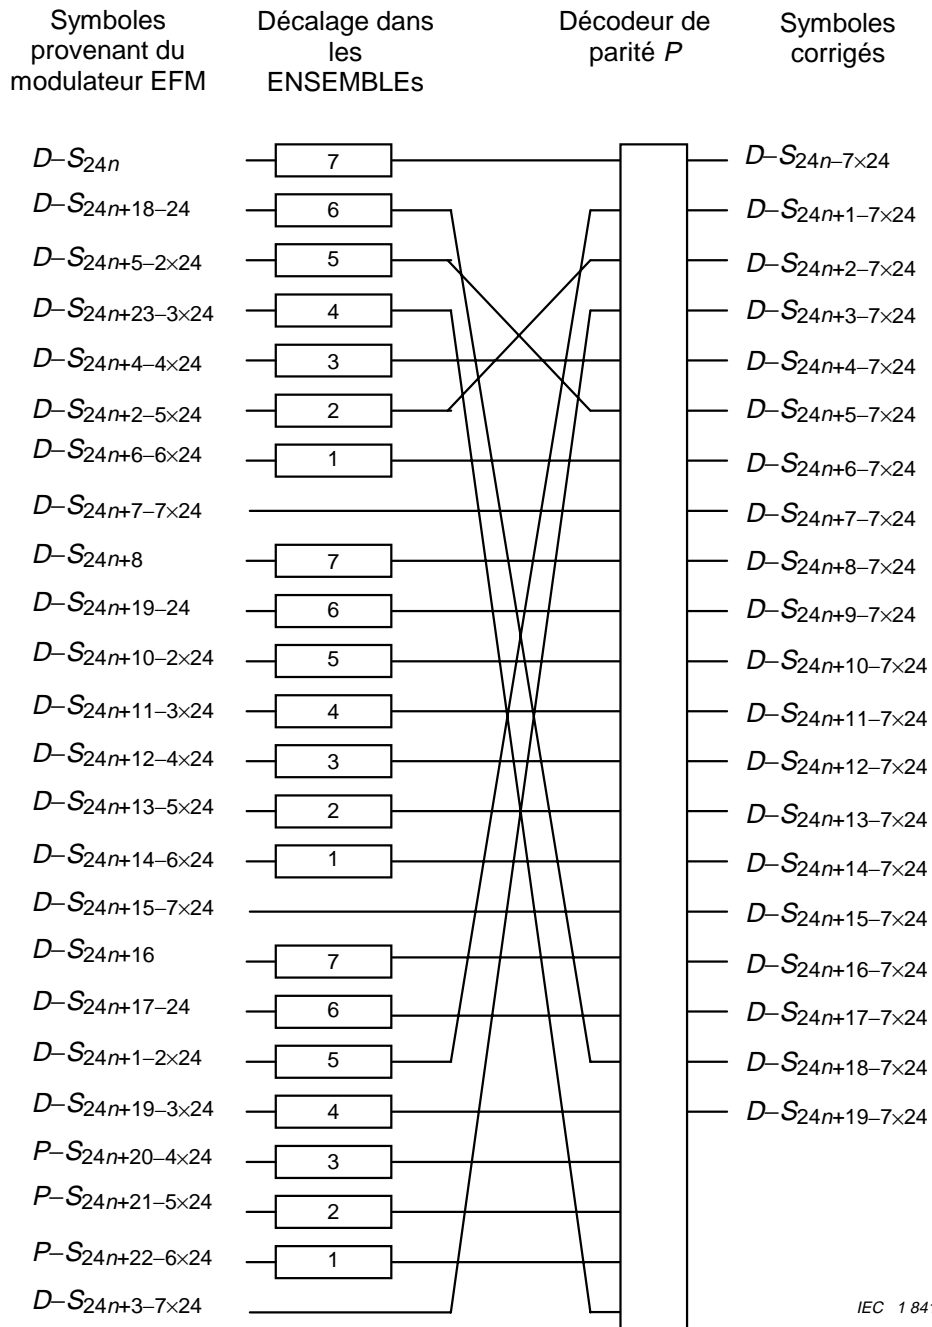 Symboles provenant du modulateur EFM
Décalage dans les ENSEMBLEs
Décodeur de parité P
Symboles corrigés
D–S24n 7 D–S24n–7×24
D–S24n+18–24 6 D–S24n+1–7×24
D–S24n+5–2×24 5 D–S24n+2–7×24
D–S24n+23–3×24 4 D–S24n+3–7×24
D–S24n+4–4×24 3 D–S24n+4–7×24
D–S24n+2–5×24 2 D–S24n+5–7×24
D–S24n+6–6×24 1 D–S24n+6–7×24
D–S24n+7–7×24 D–S24n+7–7×24
D–S24n+8 7 D–S24n+8–7×24
D–S24n+19–24 6 D–S24n+9–7×24
D–S24n+10–2×24 5 D–S24n+10–7×24
D–S24n+11–3×24 4 D–S24n+11–7×24
D–S24n+12–4×24 3 D–S24n+12–7×24
D–S24n+13–5×24 2 D–S24n+13–7×24
D–S24n+14–6×24 1 D–S24n+14–7×24
D–S24n+15–7×24 D–S24n+15–7×24
D–S24n+16 7 D–S24n+16–7×24
D–S24n+17–24 6 D–S24n+17–7×24
D–S24n+1–2×24 5 D–S24n+18–7×24
D–S24n+19–3×24 4 D–S24n+19–7×24
P–S24n+20–4×24 3
P–S24n+21–5×24 2
P–S24n+22–6×24 1
D–S24n+3–7×24
IEC 1 841